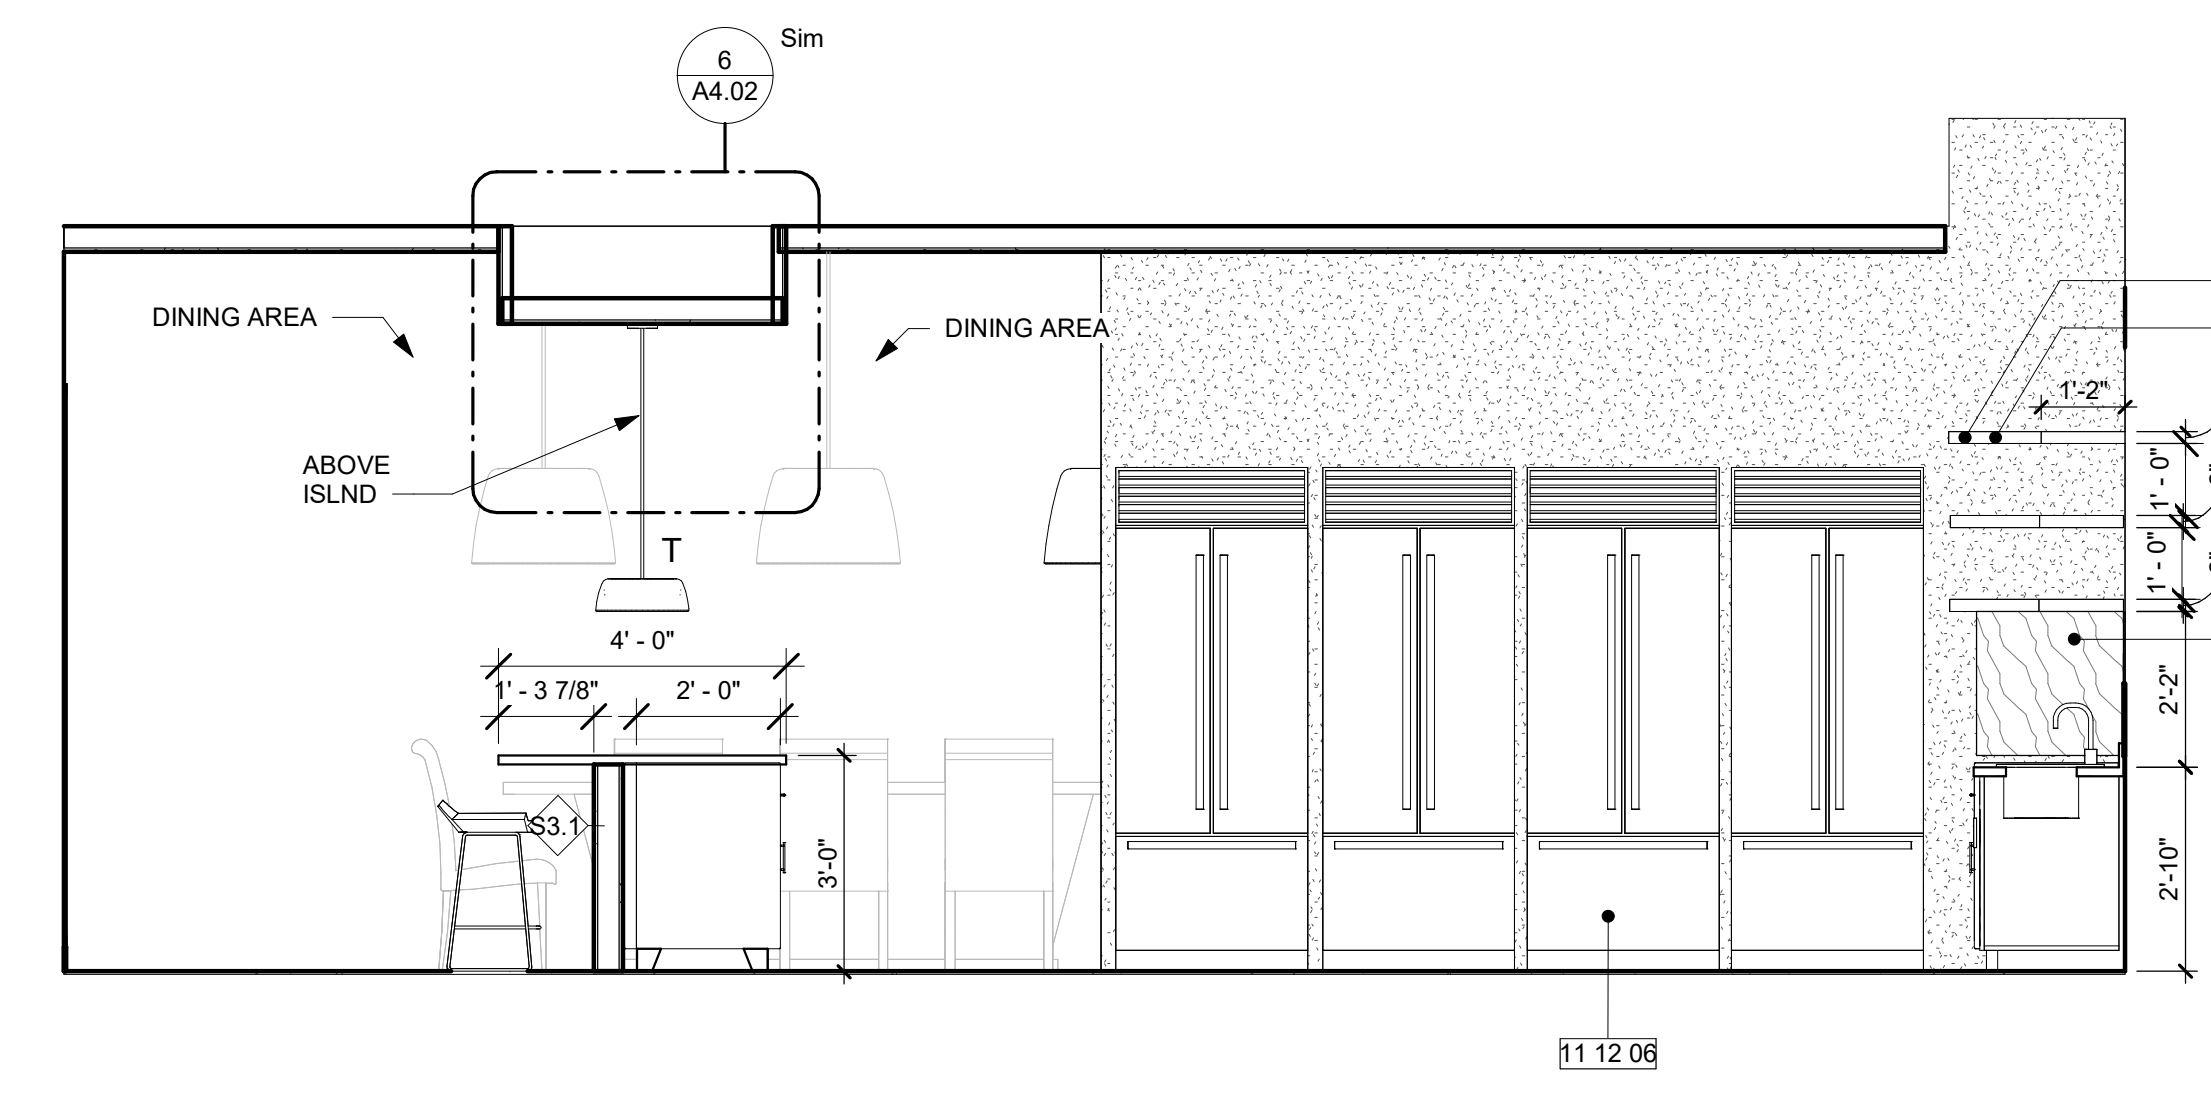 Sim
6
A4.02
DINING AREA
DINING AREA
ABOVE
ISLND
T
1'-2"
1' - 0"
1' - 0"
4' - 0"
1' - 3 7/8"
2' - 0"
2'-2"
S3.1
3'-0"
2'-10"
11 12 06